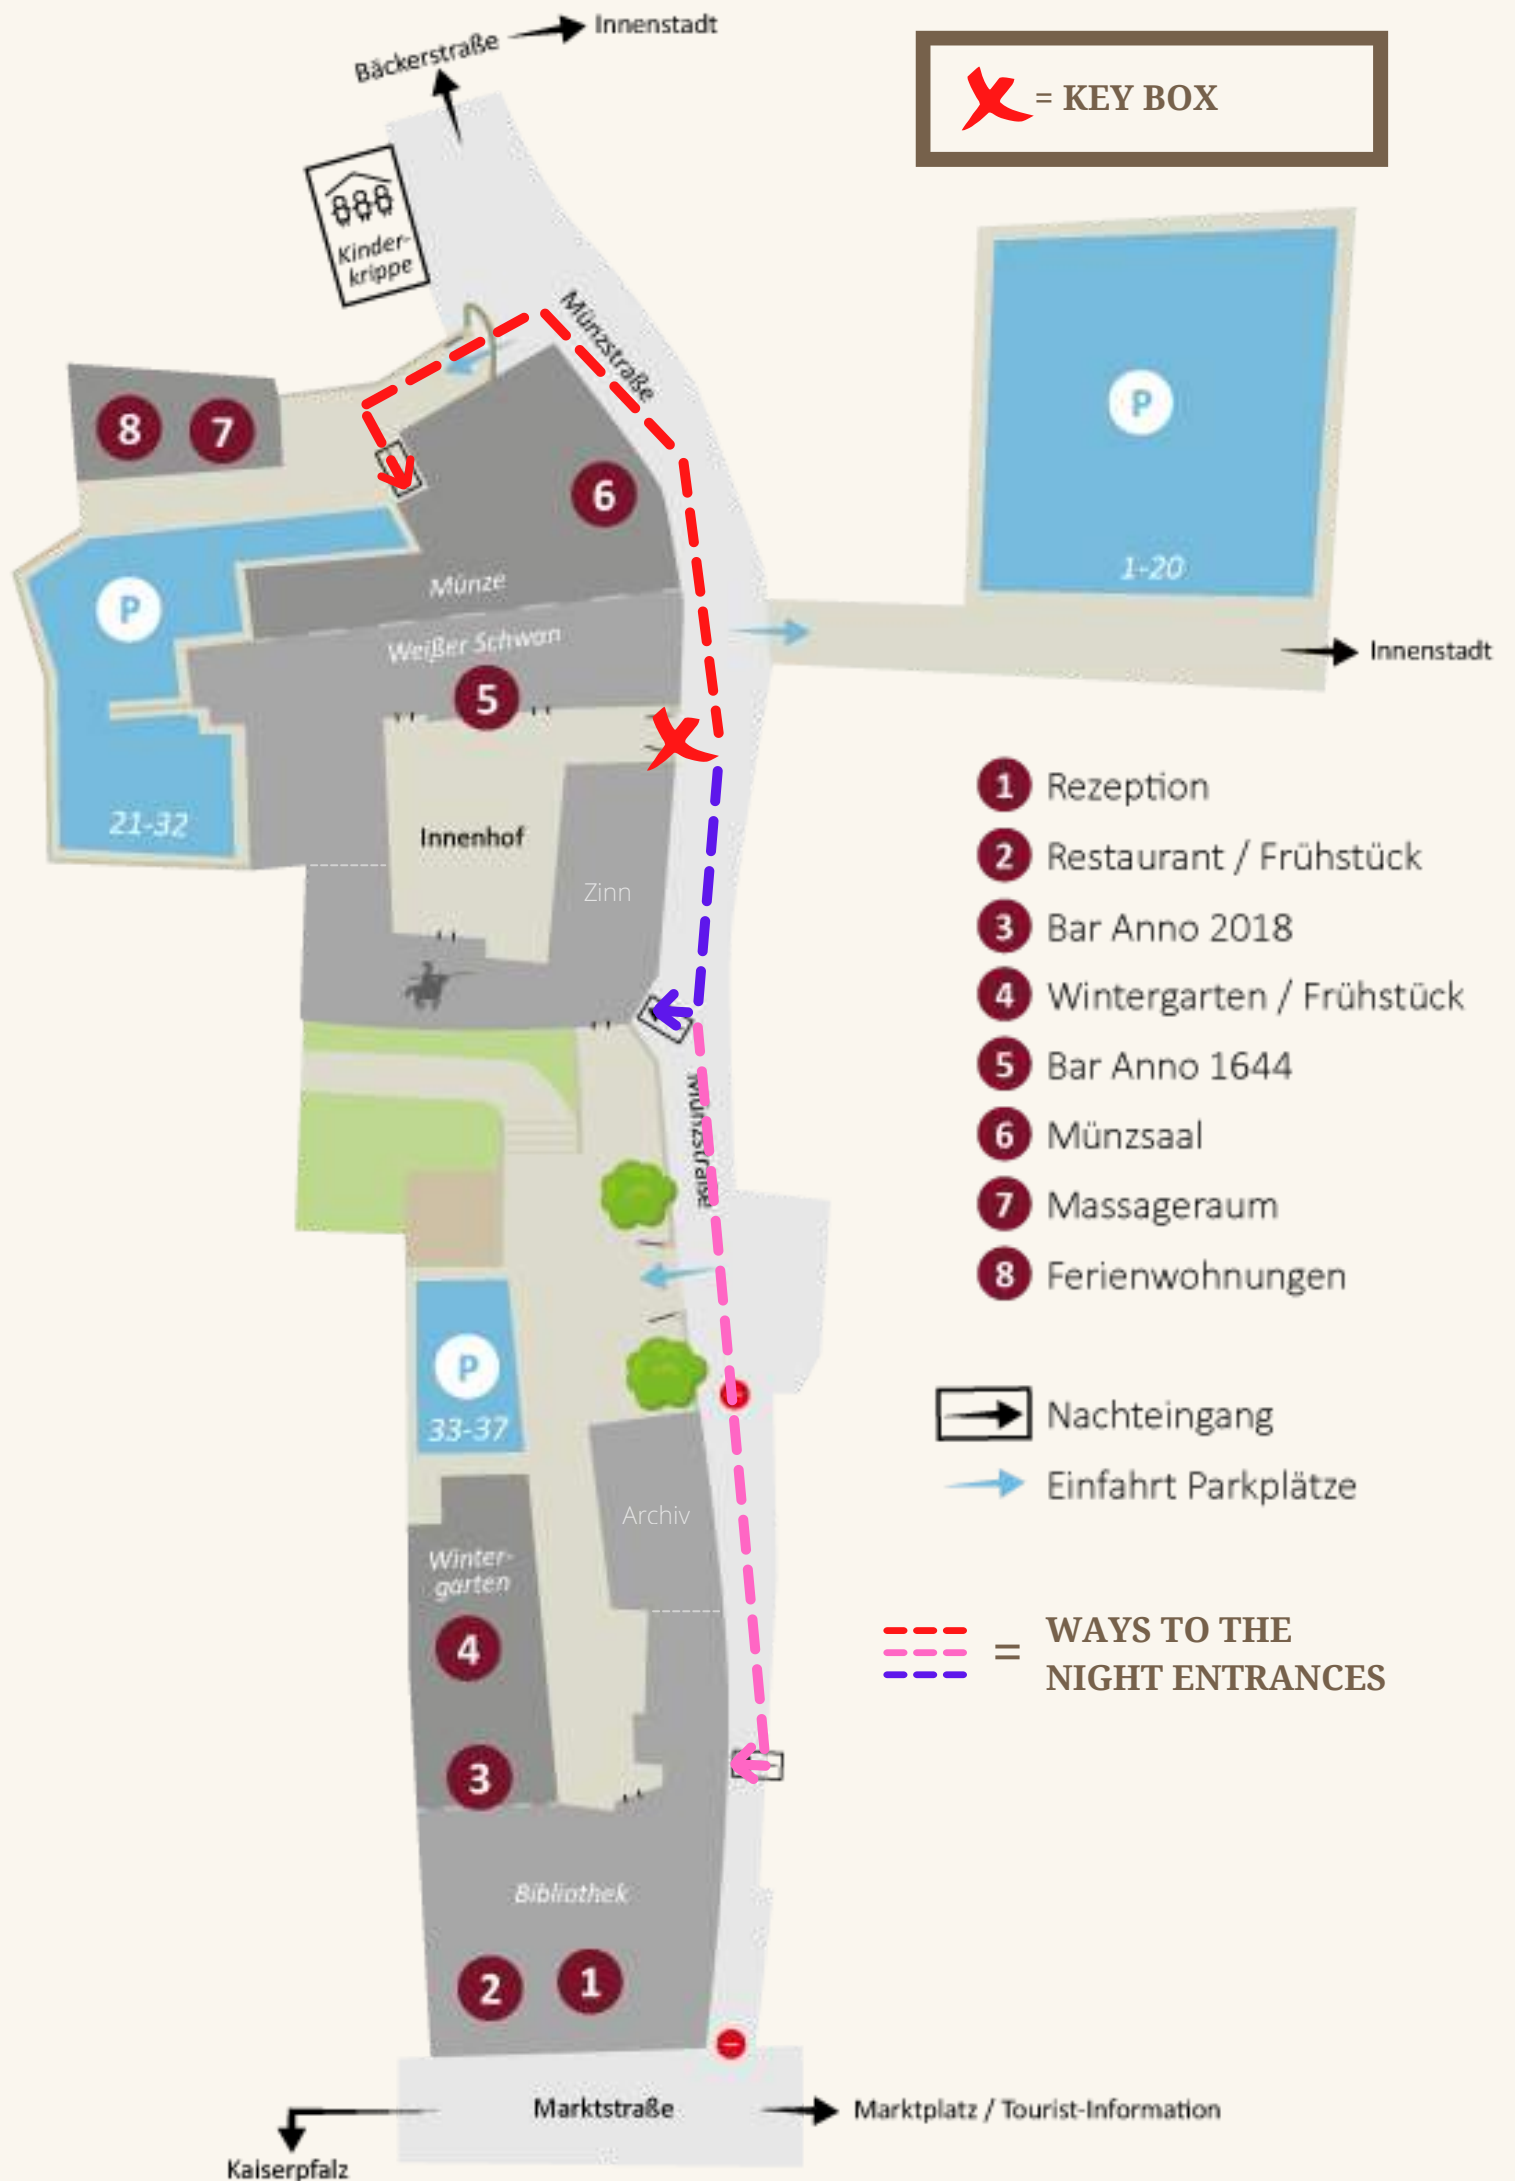 Innenstadt
Bäckerstraße
= KEY BOX
Kinder-
krippe
Münzstraße
8
7
6
P
1-20
Münze
P
Weißer Schwan
5
Innenstadt
21-32
Innenhof
Zinn
1 Rezeption
2 Restaurant / Frühstück
3 Bar Anno 2018
4 Wintergarten / Frühstück
5 Bar Anno 1644
6 Münzsaal
7 Massageraum
8 Ferienwohnungen
Münzstraße
P
33-37
Nachteingang
Einfahrt Parkplätze
Archiv
Winter-
garten
4
3
= WAYS TO THE
NIGHT ENTRANCES
Bibliothek
2
1
Marktstraße
Marktplatz / Tourist-Information
Kaiserpfalz